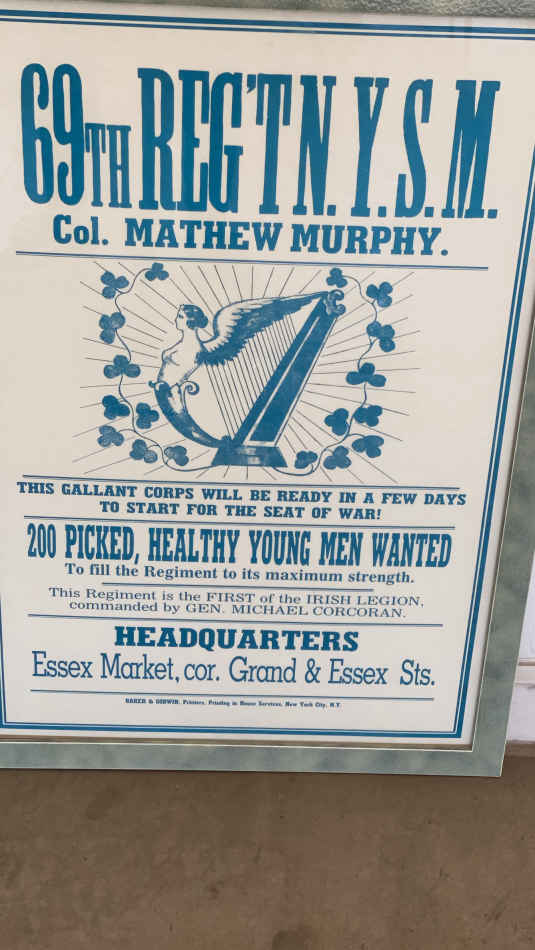 69TH REG'T N.Y.S.M.
Col. MATHEW MURPHY.
THIS GALLANT CORPS WILL BE READY IN A FEW DAYS
TO START FOR THE SEAT OF WAR!
200 PICKED, HEALTHY YOUNG MEN WANTED
To fill the Regiment to its maximum strength.
This Regiment is the FIRST of the IRISH LEGION,
commanded by GEN. MICHAEL CORCORAN.
HEADQUARTERS
Essex Market, cor. Grand & Essex Sts.
BAKER & GODWIN, Printers, Printing in House Services, New York City, N.Y.